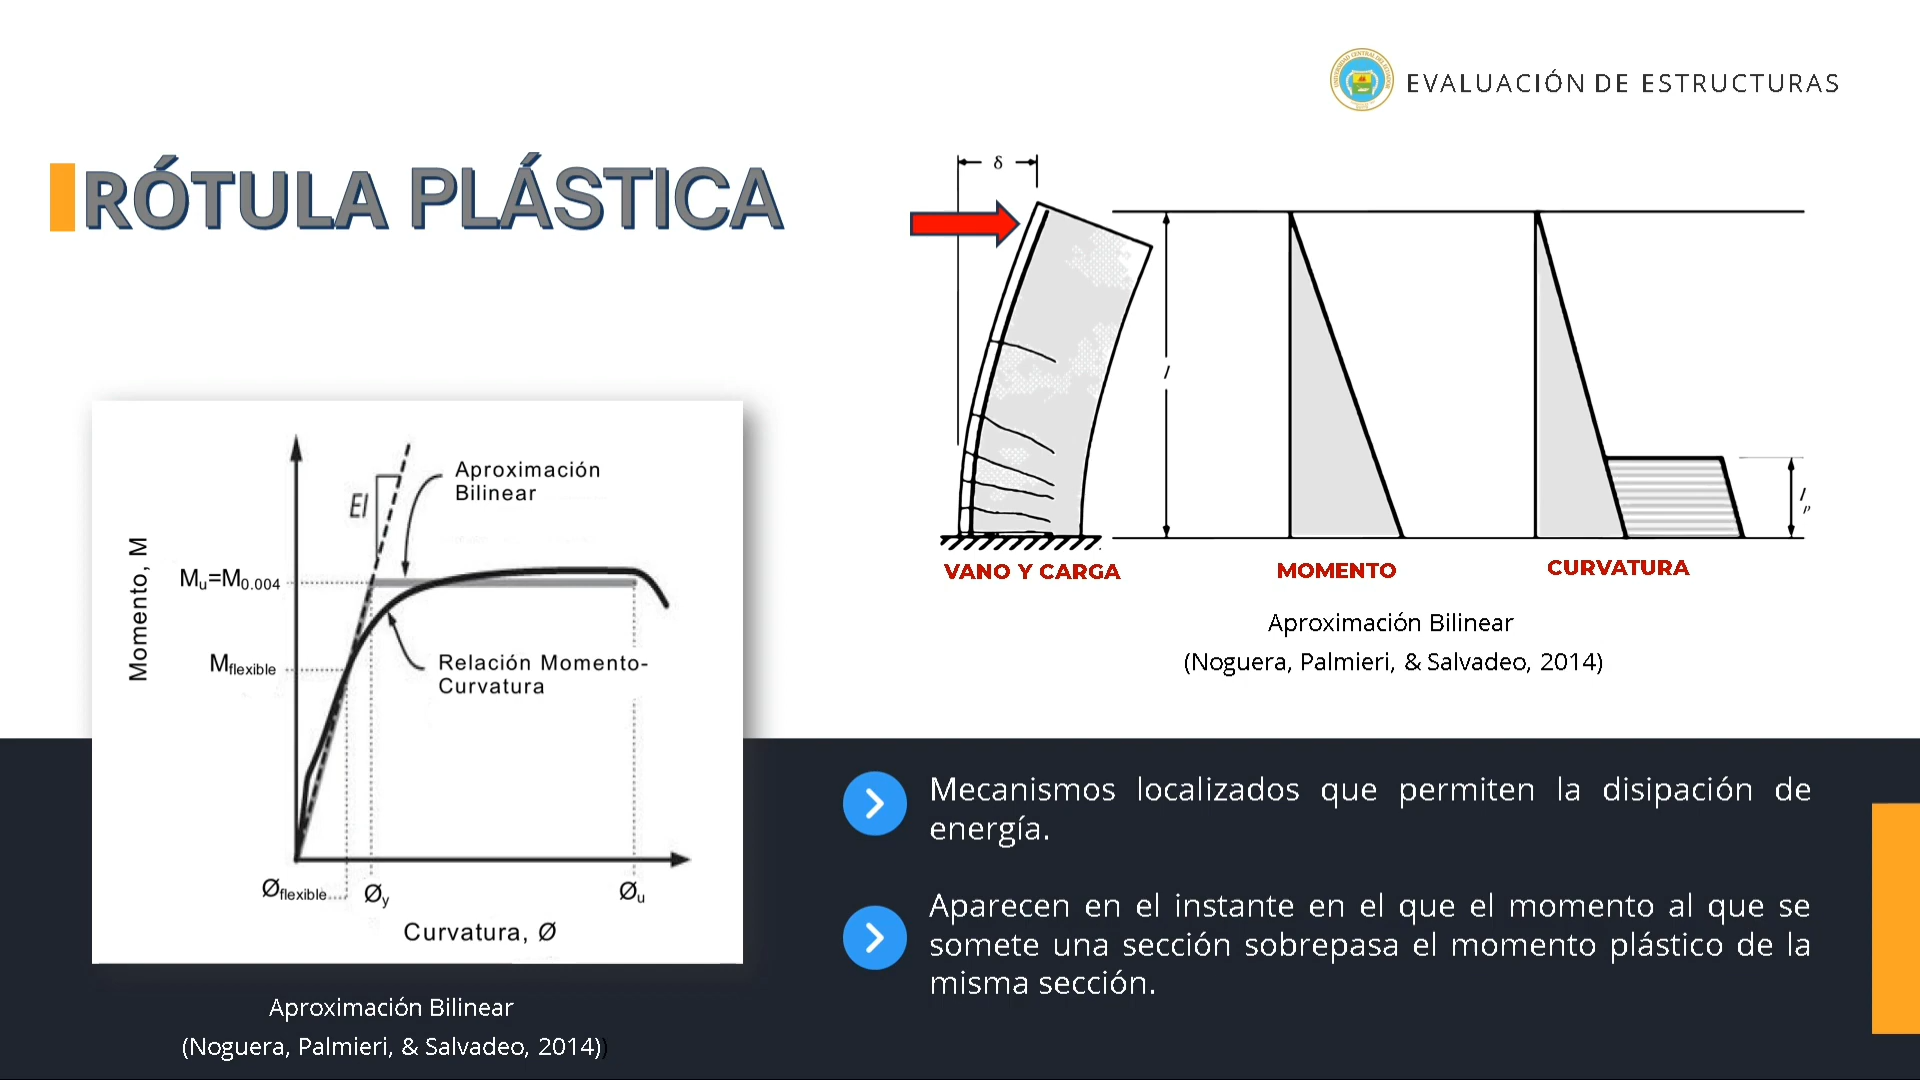 EVALUACIÓN DE ESTRUCTURAS
RÓTULA PLÁSTICA
δ
l
l
p
VANO Y CARGA
MOMENTO
CURVATURA
Aproximación Bilinear
(Noguera, Palmieri, & Salvadeo, 2014)
Aproximación
Bilinear
EI
Momento, M
Mu=M0.004
Mflexible
Relación Momento-
Curvatura
Øflexible
Øy
Øu
Curvatura, Ø
Aproximación Bilinear
(Noguera, Palmieri, & Salvadeo, 2014))
Mecanismos localizados que permiten la disipación de
energía.
Aparecen en el instante en el que el momento al que se
somete una sección sobrepasa el momento plástico de la
misma sección.